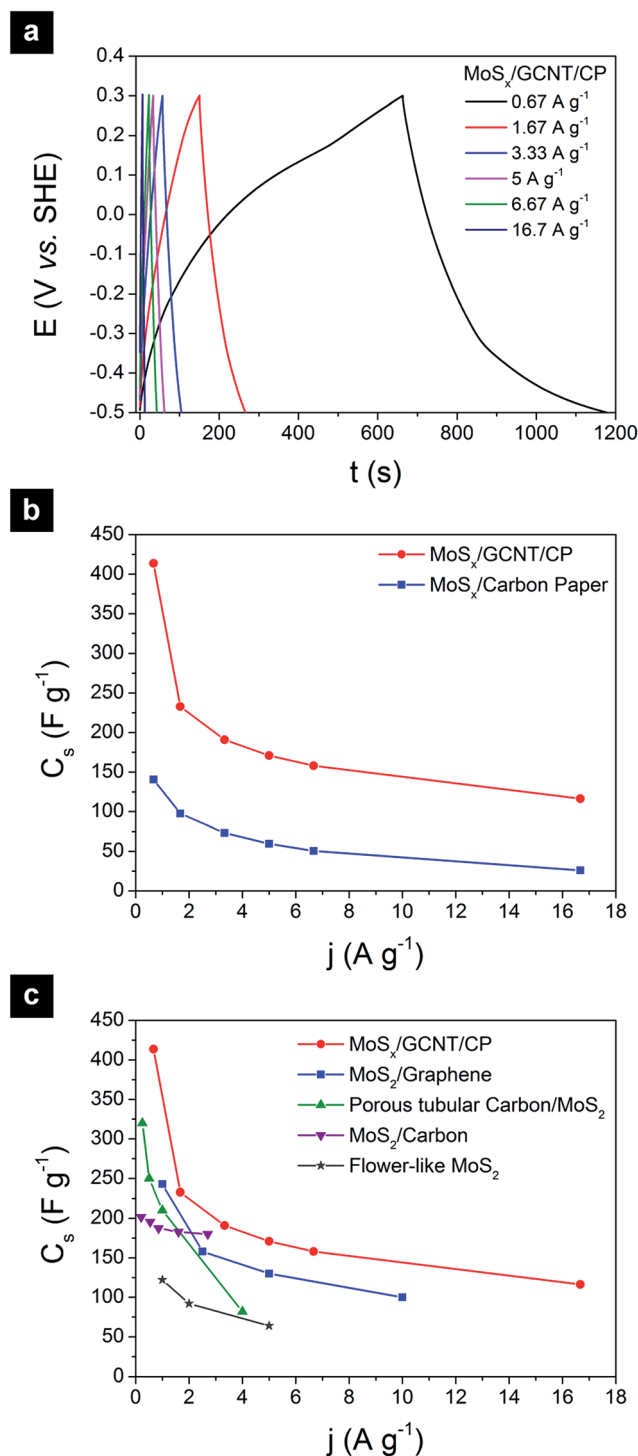 a
MoSₓ/GCNT/CP
0.67 A g⁻¹
1.67 A g⁻¹
3.33 A g⁻¹
5 A g⁻¹
6.67 A g⁻¹
16.7 A g⁻¹
0.4
0.3
0.2
0.1
0.0
-0.1
-0.2
-0.3
-0.4
-0.5
E (V vs. SHE)
0 200 400 600 800 1000 1200
t (s)
b
MoSₓ/GCNT/CP
MoSₓ/Carbon Paper
450
400
350
300
250
200
150
100
50
0
Cₛ (F g⁻¹)
0 2 4 6 8 10 12 14 16 18
j (A g⁻¹)
c
MoSₓ/GCNT/CP
MoS₂/Graphene
Porous tubular Carbon/MoS₂
MoS₂/Carbon
Flower-like MoS₂
450
400
350
300
250
200
150
100
50
0
Cₛ (F g⁻¹)
0 2 4 6 8 10 12 14 16 18
j (A g⁻¹)